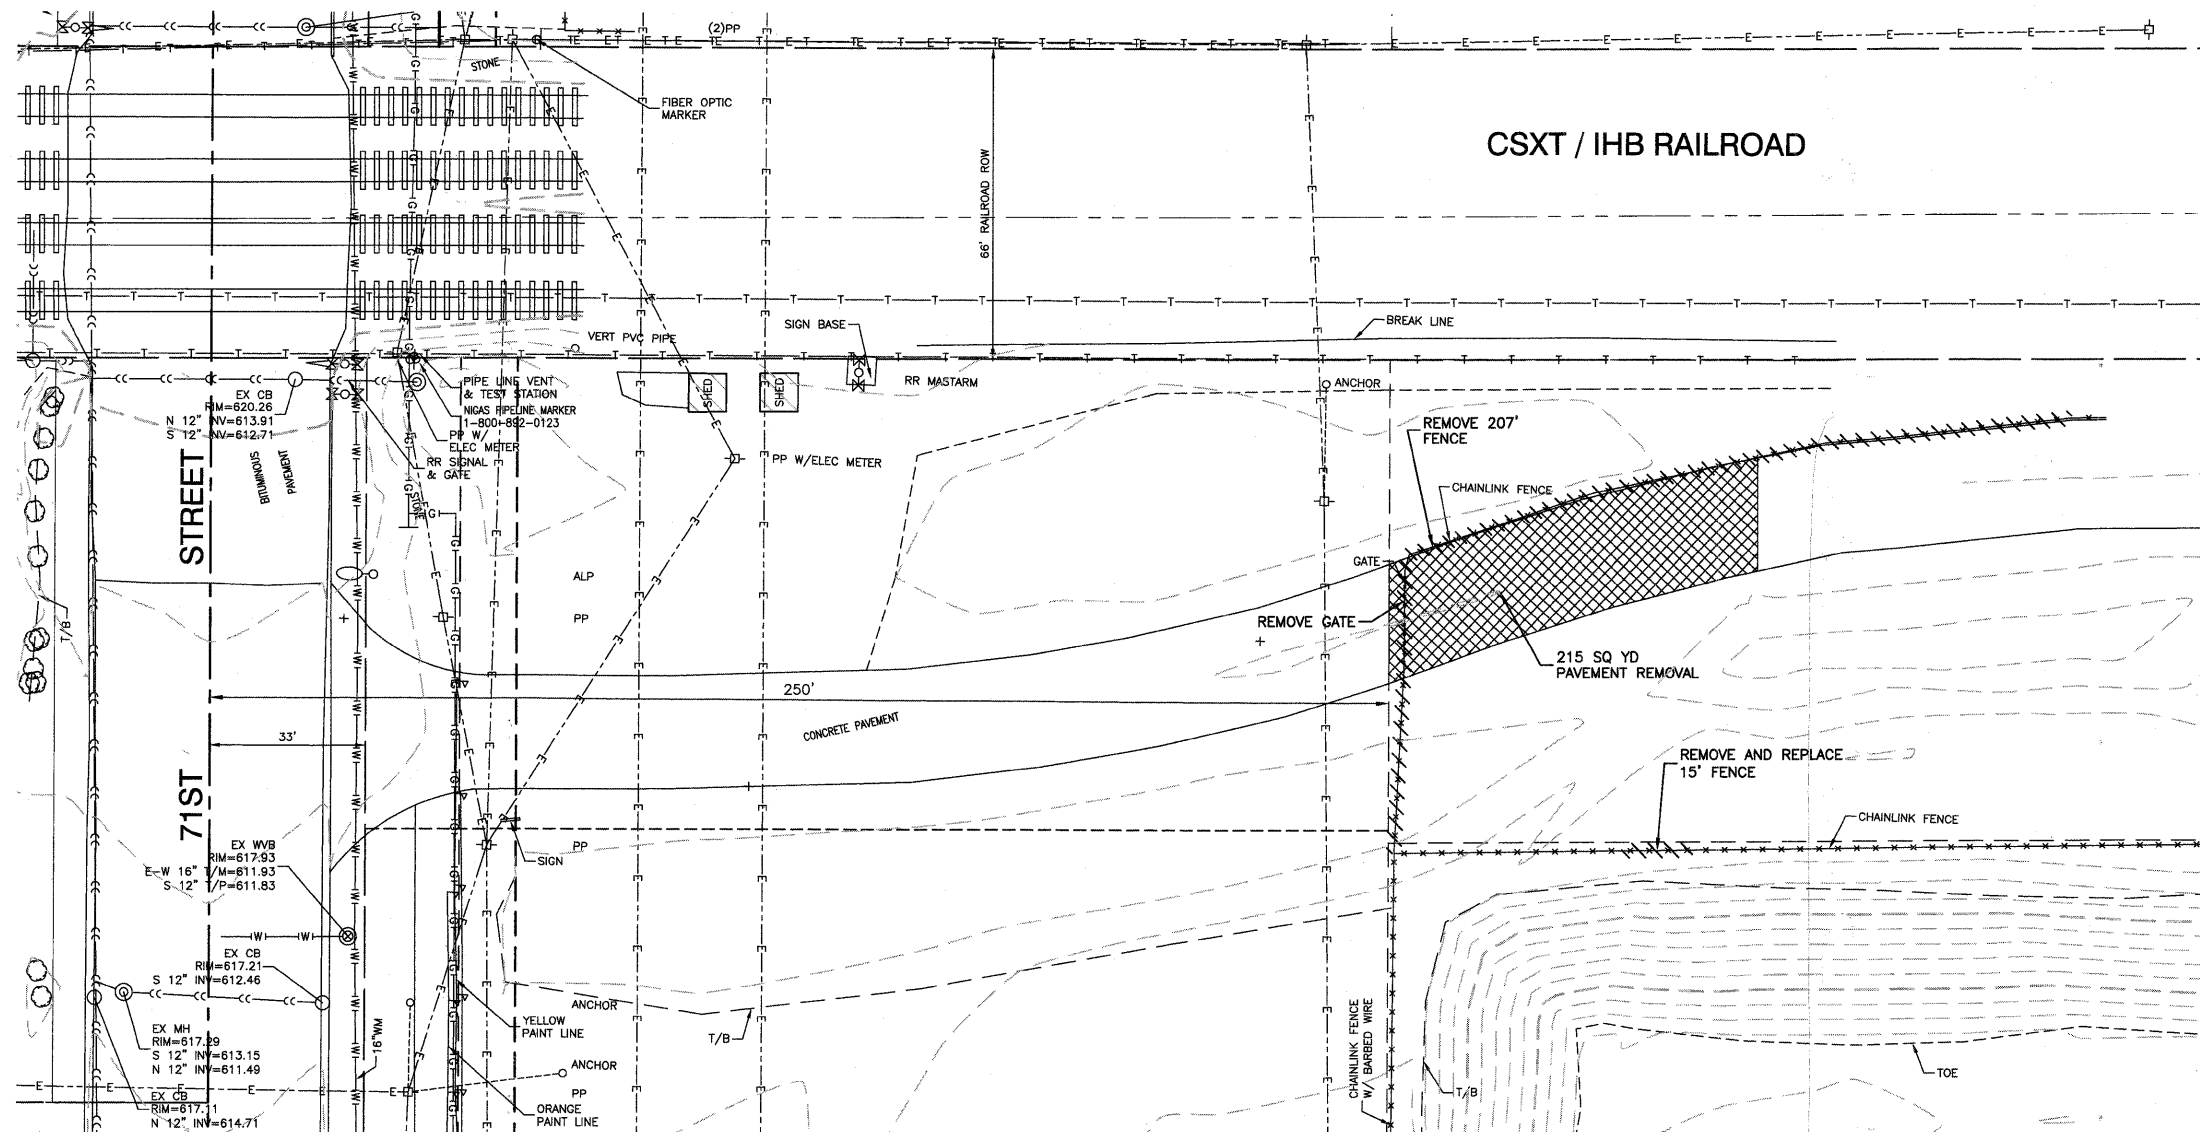 (2)PP
STONE
FIBER OPTIC
MARKER
CSXT / IHB RAILROAD
66' RAILROAD ROW
BREAK LINE
VERT PVC PIPE
SIGN BASE
RR MASTARM
SHED
SHED
ANCHOR
PIPE LINE VENT
& TEST STATION
NIGAS PIPELINE MARKER
1-800-892-0123
PP W/
ELEC METER
RR SIGNAL
& GATE
STONE
EX CB
RIM=620.26
N 12" INV=613.91
S 12" INV=612.71
BITUMINOUS
PAVEMENT
PP W/ELEC METER
REMOVE 207'
FENCE
CHAINLINK FENCE
GATE
REMOVE GATE
215 SQ YD
PAVEMENT REMOVAL
71ST STREET
T/B
ALP
PP
250'
CONCRETE PAVEMENT
33'
REMOVE AND REPLACE
15' FENCE
CHAINLINK FENCE
EX WVB
RIM=617.93
E-W 16" T/M=611.93
S 12" T/P=611.83
PP
SIGN
EX CB
RIM=617.21
S 12" INV=612.46
EX MH
RIM=617.29
S 12" INV=613.15
N 12" INV=611.49
EX CB
RIM=617.11
N 12" INV=614.71
16"WM
ANCHOR
YELLOW
PAINT LINE
T/B
ANCHOR
PP
ORANGE
PAINT LINE
CHAINLINK FENCE
W/ BARBED WIRE
T/B
TOE